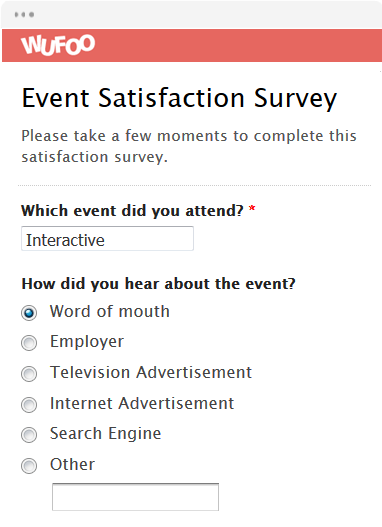 WUFOO
Event Satisfaction Survey
Please take a few moments to complete this
satisfaction survey.
Which event did you attend? *
Interactive
How did you hear about the event?
Word of mouth
Employer
Television Advertisement
Internet Advertisement
Search Engine
Other